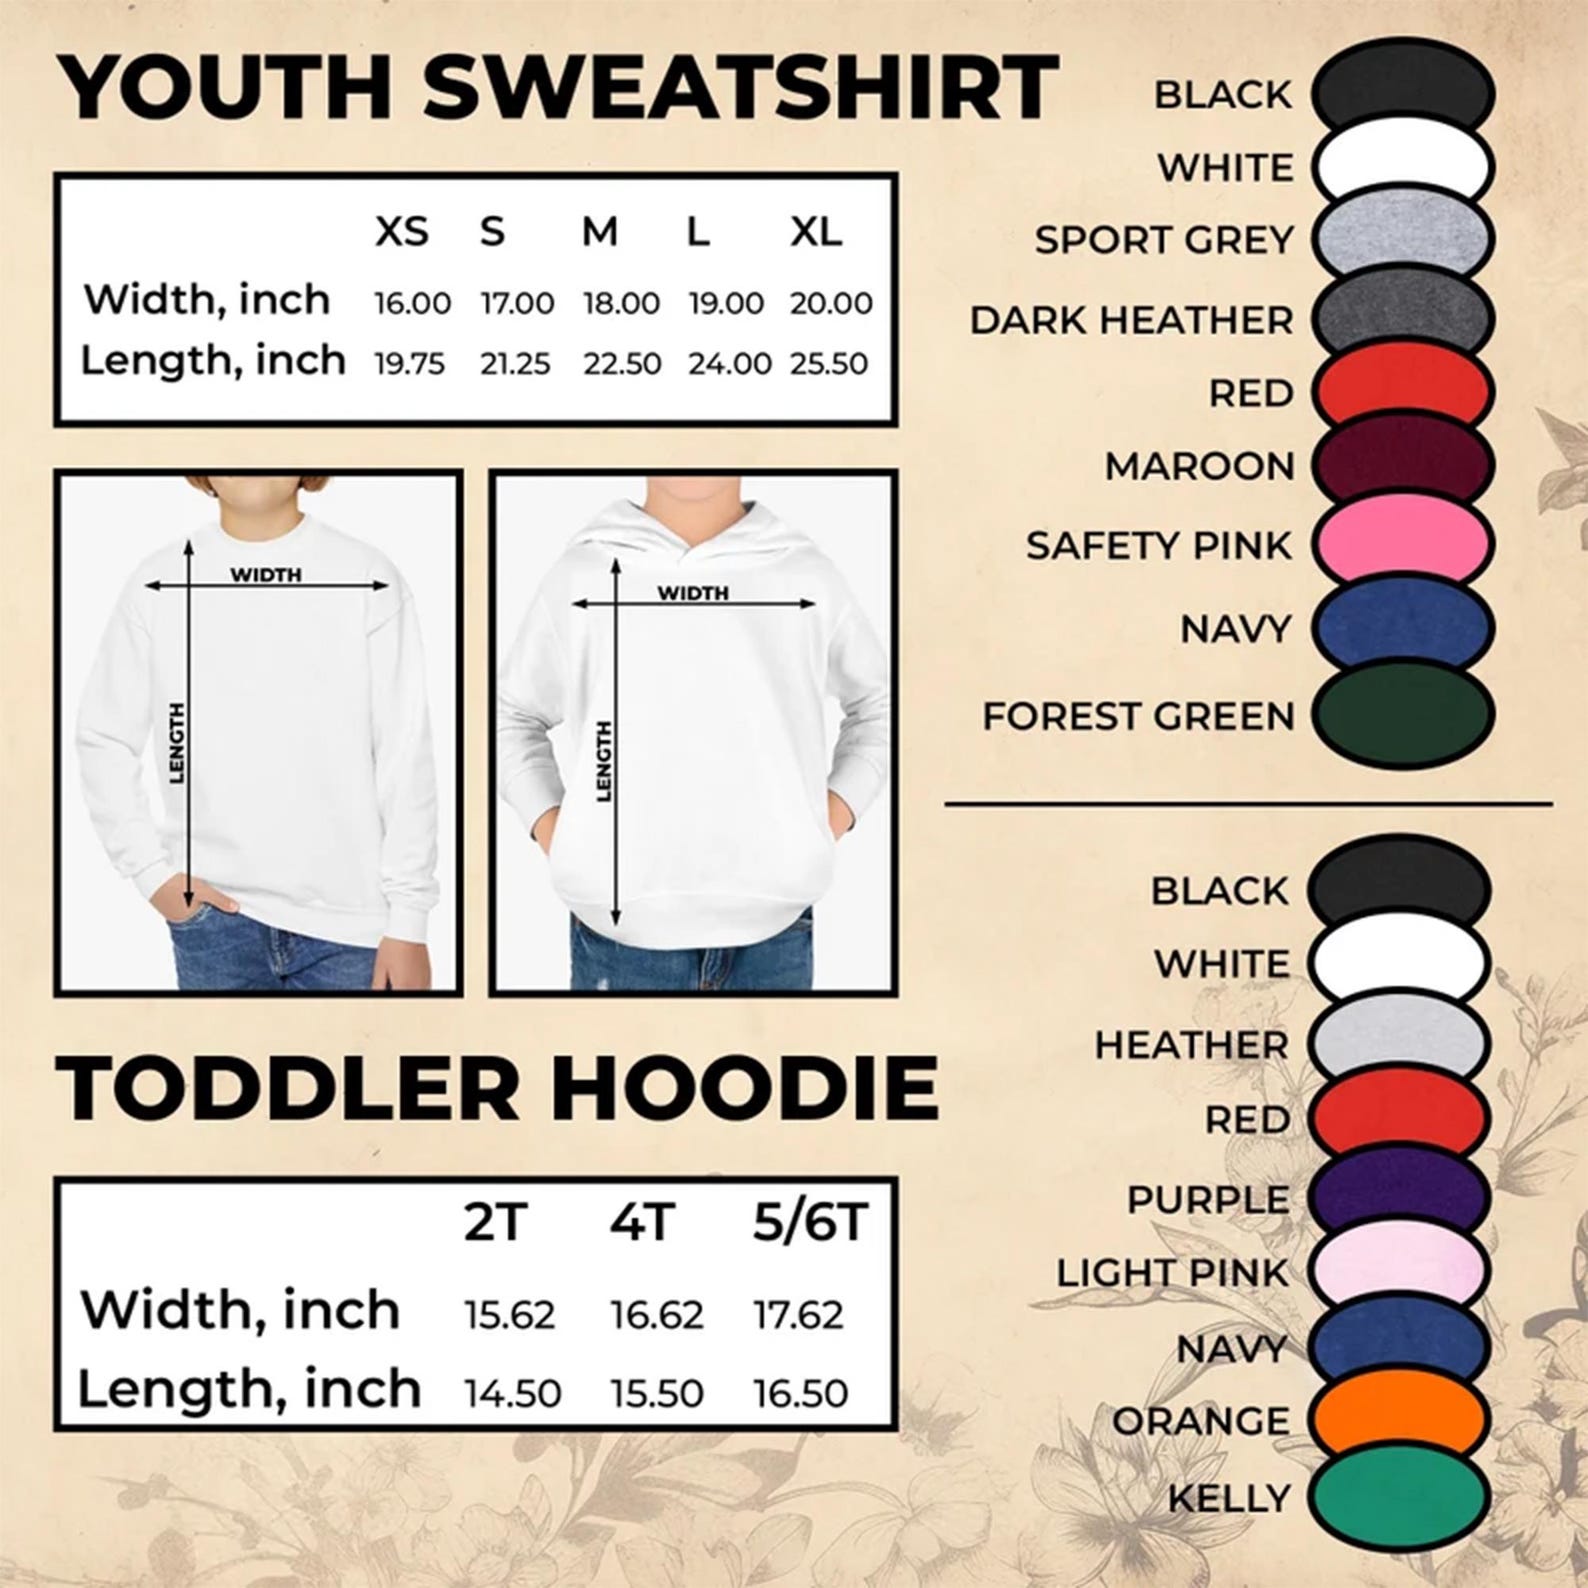 YOUTH SWEATSHIRT
XS S M L XL
Width, inch 16.00 17.00 18.00 19.00 20.00
Length, inch 19.75 21.25 22.50 24.00 25.50
WIDTH
LENGTH
WIDTH
LENGTH
TODDLER HOODIE
2T 4T 5/6T
Width, inch 15.62 16.62 17.62
Length, inch 14.50 15.50 16.50
BLACK
WHITE
SPORT GREY
DARK HEATHER
RED
MAROON
SAFETY PINK
NAVY
FOREST GREEN
BLACK
WHITE
HEATHER
RED
PURPLE
LIGHT PINK
NAVY
ORANGE
KELLY